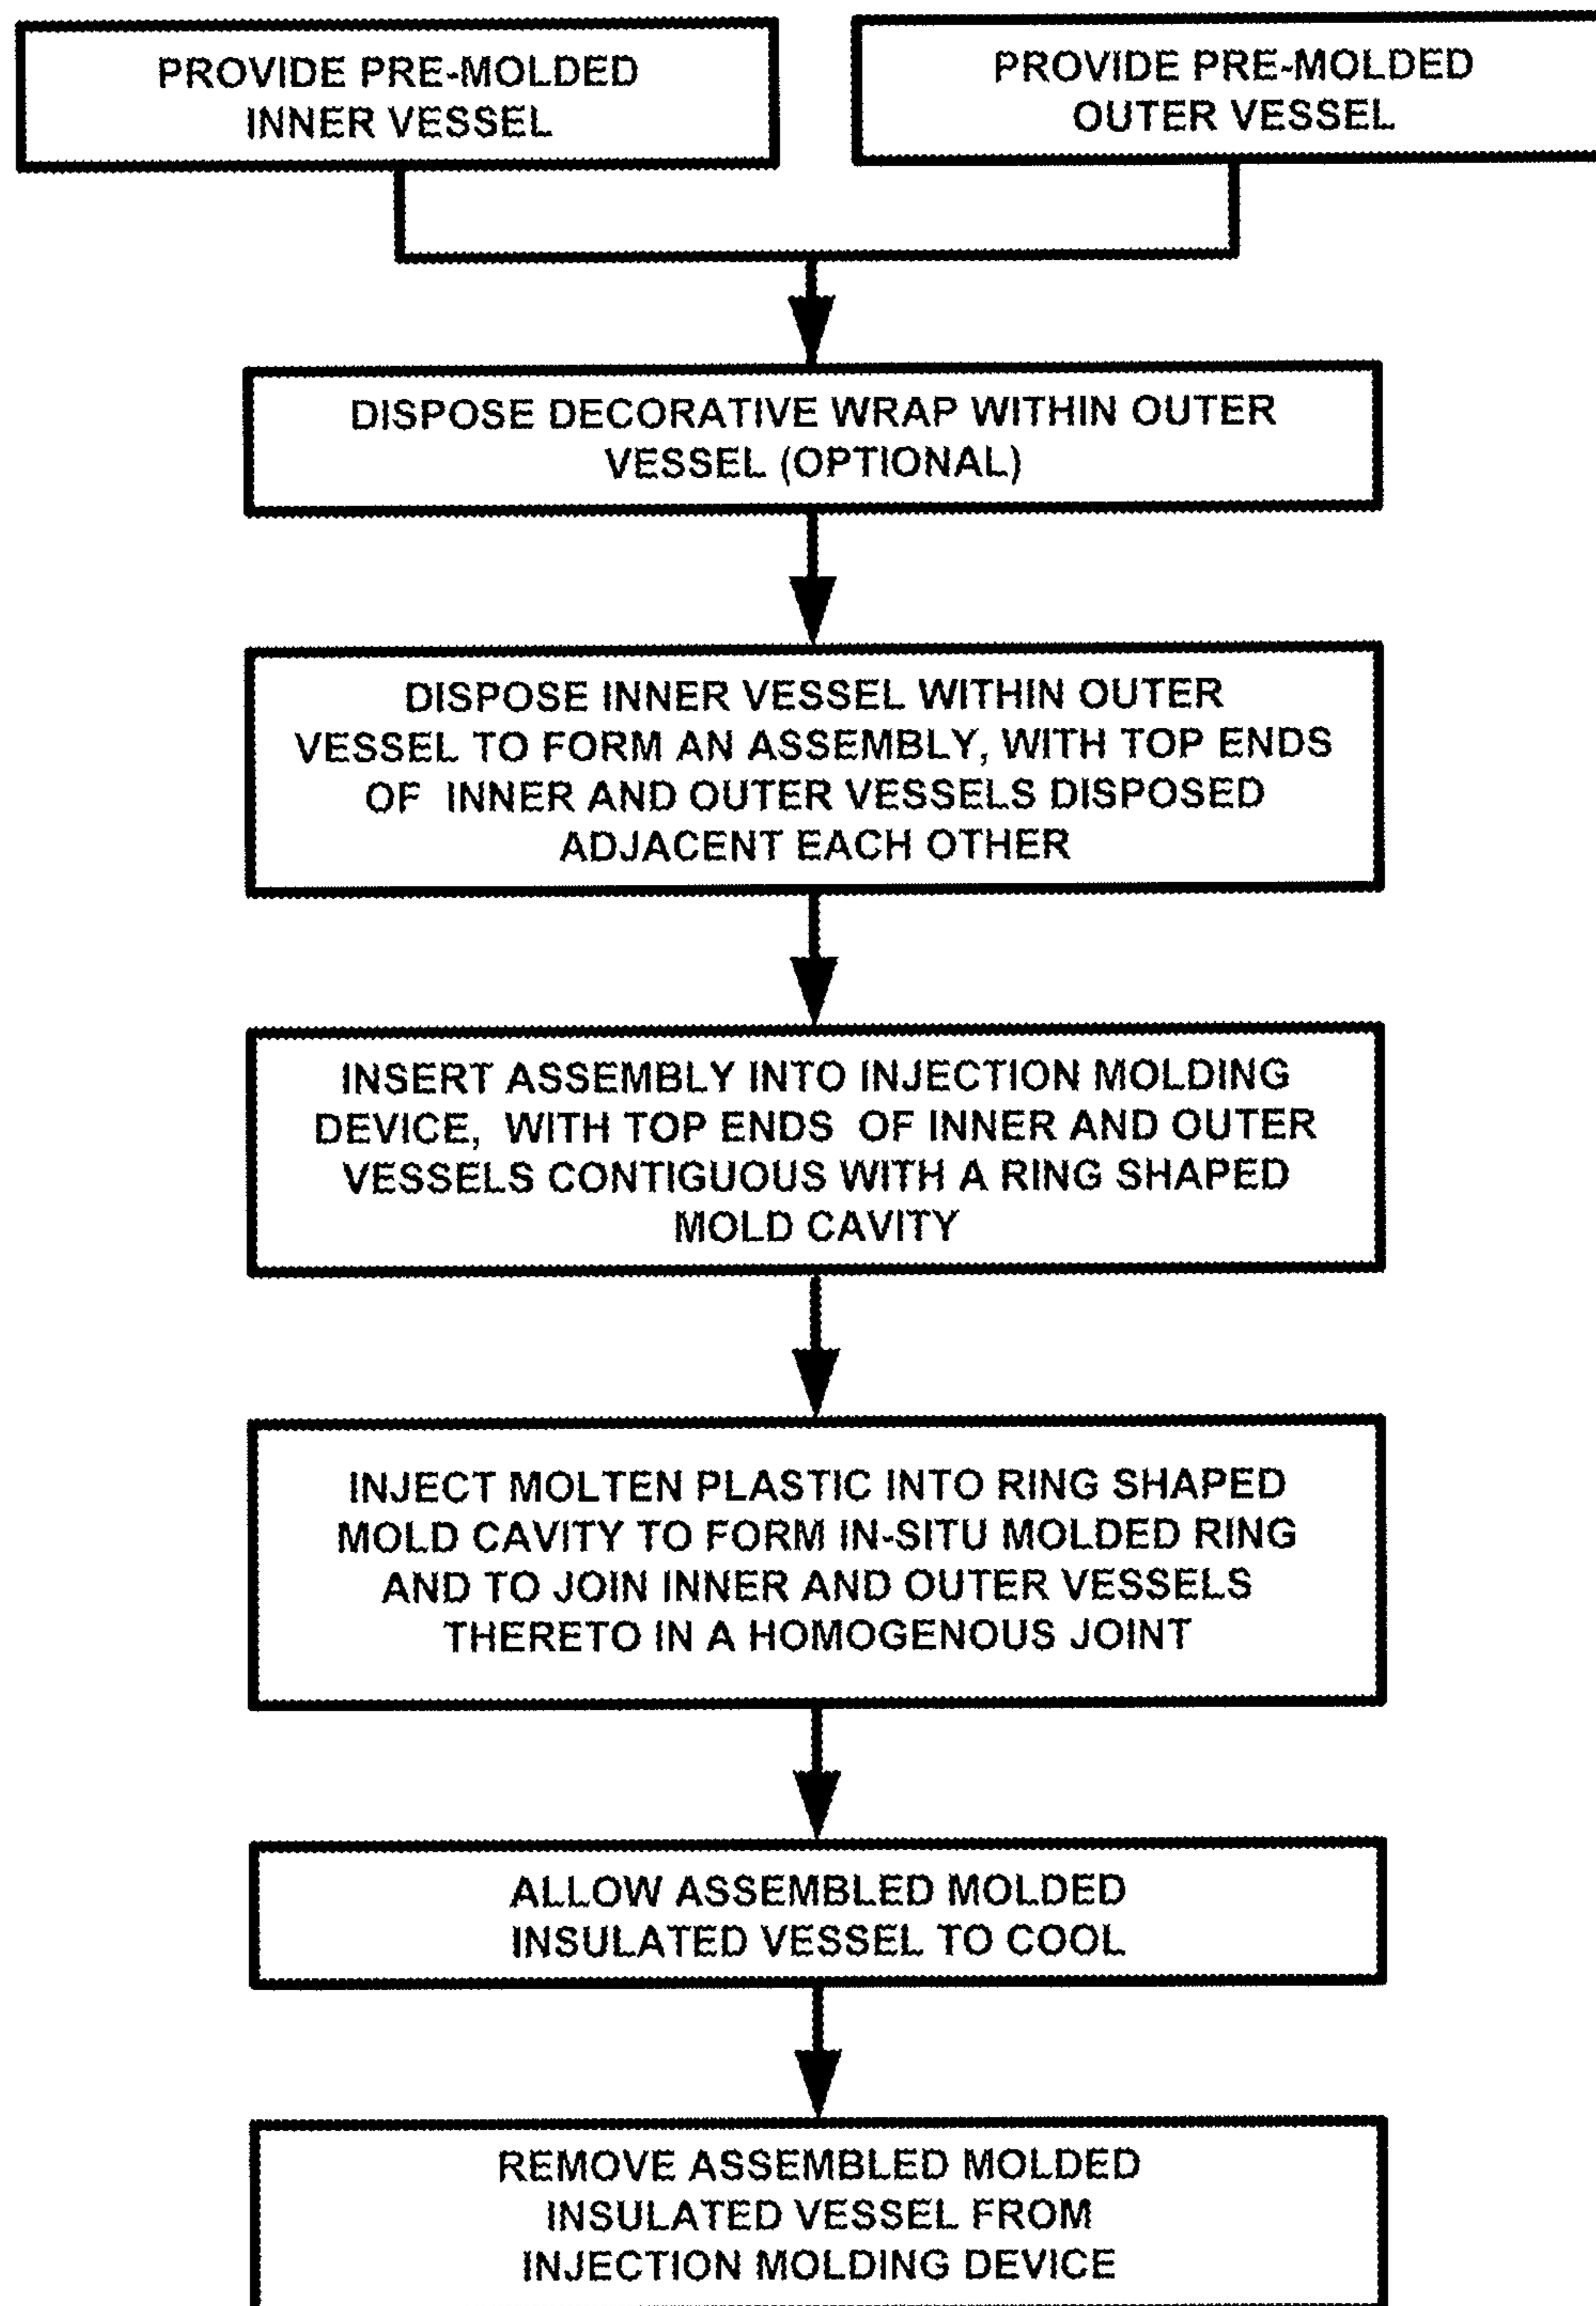 PROVIDE PRE-MOLDED
INNER VESSEL
PROVIDE PRE-MOLDED
OUTER VESSEL
DISPOSE DECORATIVE WRAP WITHIN OUTER
VESSEL (OPTIONAL)
DISPOSE INNER VESSEL WITHIN OUTER
VESSEL TO FORM AN ASSEMBLY, WITH TOP ENDS
OF INNER AND OUTER VESSELS DISPOSED
ADJACENT EACH OTHER
INSERT ASSEMBLY INTO INJECTION MOLDING
DEVICE, WITH TOP ENDS OF INNER AND OUTER
VESSELS CONTIGUOUS WITH A RING SHAPED
MOLD CAVITY
INJECT MOLTEN PLASTIC INTO RING SHAPED
MOLD CAVITY TO FORM IN-SITU MOLDED RING
AND TO JOIN INNER AND OUTER VESSELS
THERETO IN A HOMOGENOUS JOINT
ALLOW ASSEMBLED MOLDED
INSULATED VESSEL TO COOL
REMOVE ASSEMBLED MOLDED
INSULATED VESSEL FROM
INJECTION MOLDING DEVICE